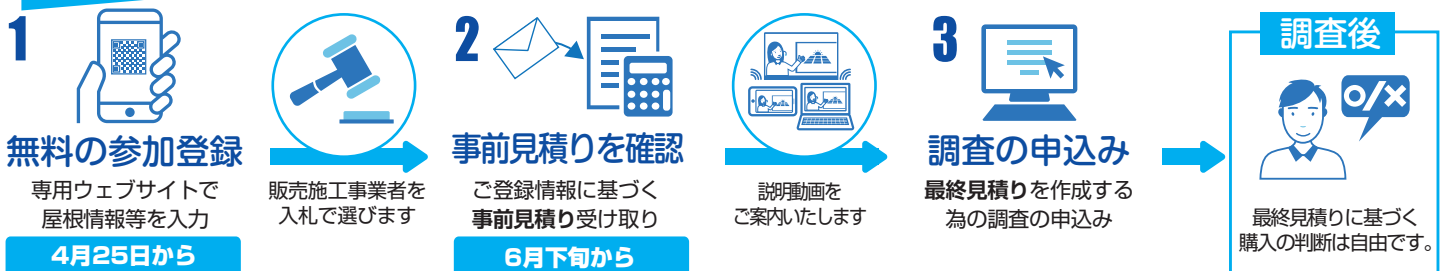 1
無料の参加登録
専用ウェブサイトで
屋根情報等を入力
4月25日から
販売施工事業者を
入札で選びます
2
事前見積りを確認
ご登録情報に基づく
事前見積り受け取り
6月下旬から
説明動画を
ご案内いたします
3
調査の申込み
最終見積りを作成する
為の調査の申込み
調査後
o/×
最終見積りに基づく
購入の判断は自由です。